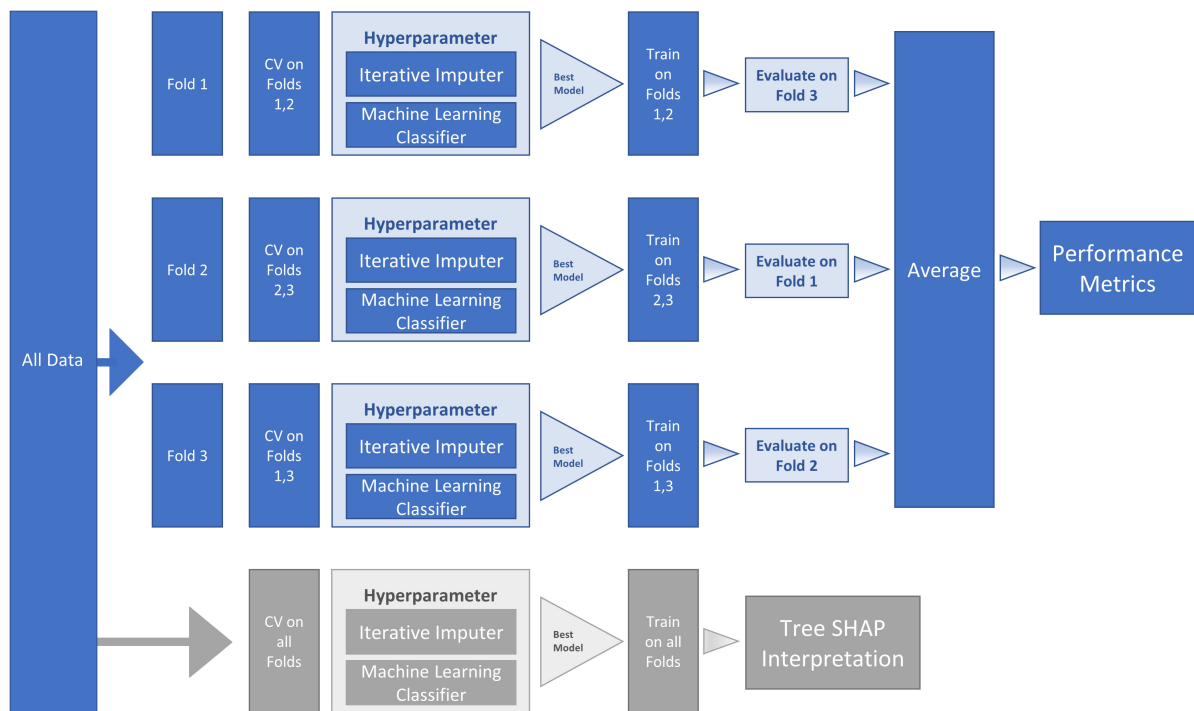 All Data
Fold 1
CV on
Folds
1,2
Hyperparameter
Iterative Imputer
Machine Learning
Classifier
Best
Model
Train
on
Folds
1,2
Evaluate on
Fold 3
Fold 2
CV on
Folds
2,3
Hyperparameter
Iterative Imputer
Machine Learning
Classifier
Best
Model
Train
on
Folds
2,3
Evaluate on
Fold 1
Fold 3
CV on
Folds
1,3
Hyperparameter
Iterative Imputer
Machine Learning
Classifier
Best
Model
Train
on
Folds
1,3
Evaluate on
Fold 2
Average
Performance
Metrics
CV on
all
Folds
Hyperparameter
Iterative Imputer
Machine Learning
Classifier
Best
Model
Train
on all
Folds
Tree SHAP
Interpretation